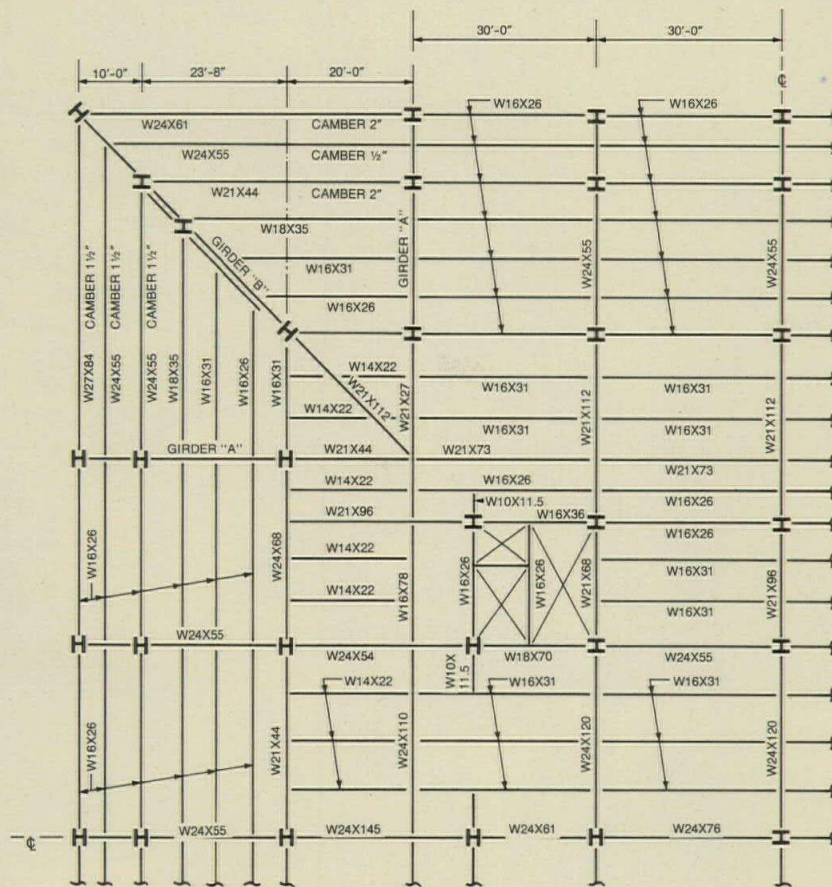 30'-0" 30'-0"
10'-0" 23'-8" 20'-0"
℄
W16X26 W16X26
W24X61 CAMBER 2"
W24X55 CAMBER ½"
W21X44 CAMBER 2"
W18X35
GIRDER "A"
GIRDER "B"
W16X31
W24X55
W24X55
W16X26
CAMBER 1½"
CAMBER 1½"
CAMBER 1½"
W27X84
W24X55
W24X55
W18X35
W16X31
W16X26
W16X31
W14X22
W21X112"
W21X27
W16X31
W21X112
W16X31
W21X112
W14X22
W16X31
W16X31
GIRDER "A"
W21X44
W21X73
W21X73
W14X22
W16X26
W16X26
W10X11.5
W21X96
W16X36
W16X26
W16X26
W24X68
W14X22
W16X78
W16X26
W16X26
W21X68
W16X31
W21X96
W14X22
W16X31
W24X55
W24X54
W10X
11.5
W18X70
W24X55
W14X22
W16X31
W16X31
W16X26
W21X44
W24X110
W24X120
W24X120
℄
W24X55
W24X145
W24X61
W24X76